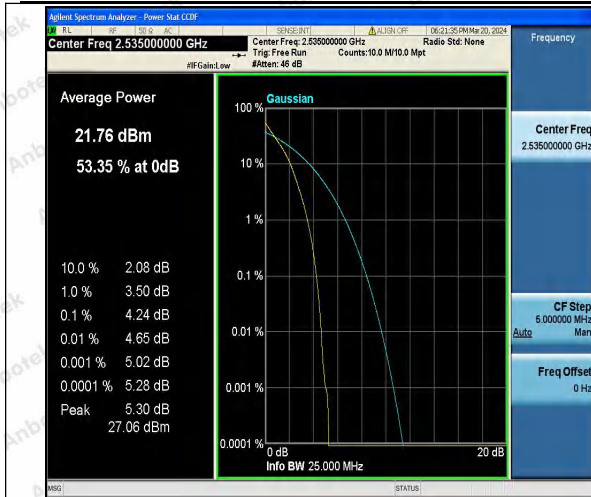 Agilent Spectrum Analyzer - Power Stat CCDF
RL RF 50 Ω AC SENSE:INT ALIGN OFF 06:21:35 PM Mar 20, 2024
Center Freq 2.535000000 GHz
Center Freq: 2.535000000 GHz Radio Std: None
Trig: Free Run Counts:10.0 M/10.0 Mpt
#IFGain:Low #Atten: 46 dB
Frequency
Average Power
21.76 dBm
53.35 % at 0dB
10.0 % 2.08 dB
1.0 % 3.50 dB
0.1 % 4.24 dB
0.01 % 4.65 dB
0.001 % 5.02 dB
0.0001 % 5.28 dB
Peak 5.30 dB
27.06 dBm
Gaussian
100 %
10 %
1 %
0.1 %
0.01 %
0.001 %
0.0001 %
0 dB 20 dB
Info BW 25.000 MHz
Center Freq
2.535000000 GHz
CF Step
5.000000 MHz
Auto Man
Freq Offset
0 Hz
MSG STATUS